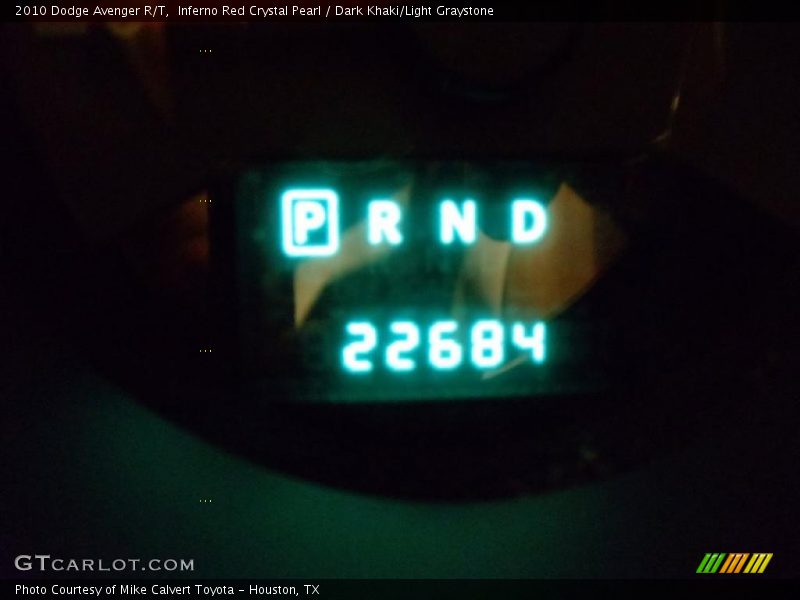 2010 Dodge Avenger R/T,  Inferno Red Crystal Pearl / Dark Khaki/Light Graystone
...
...
P R N D
22684
...
...
GTCARLOT.COM
Photo Courtesy of Mike Calvert Toyota - Houston, TX